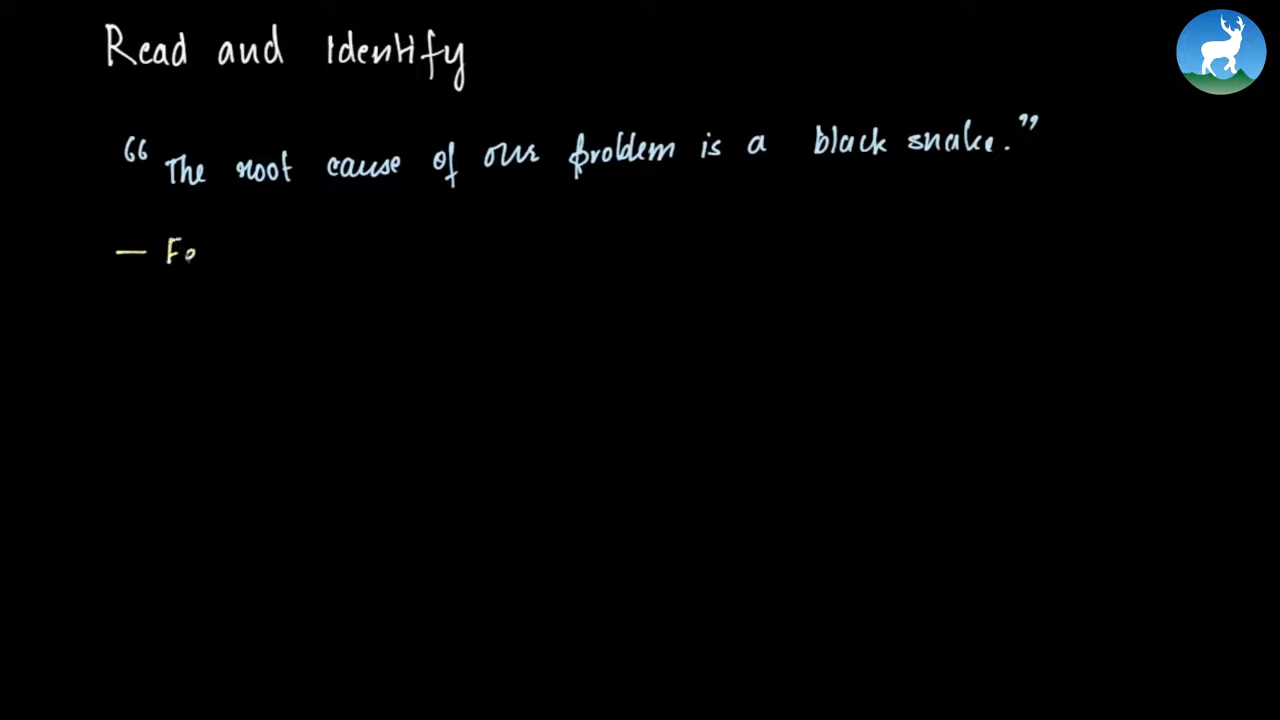 Read and Identify
“The root cause of our problem is a black snake.”
— Fo